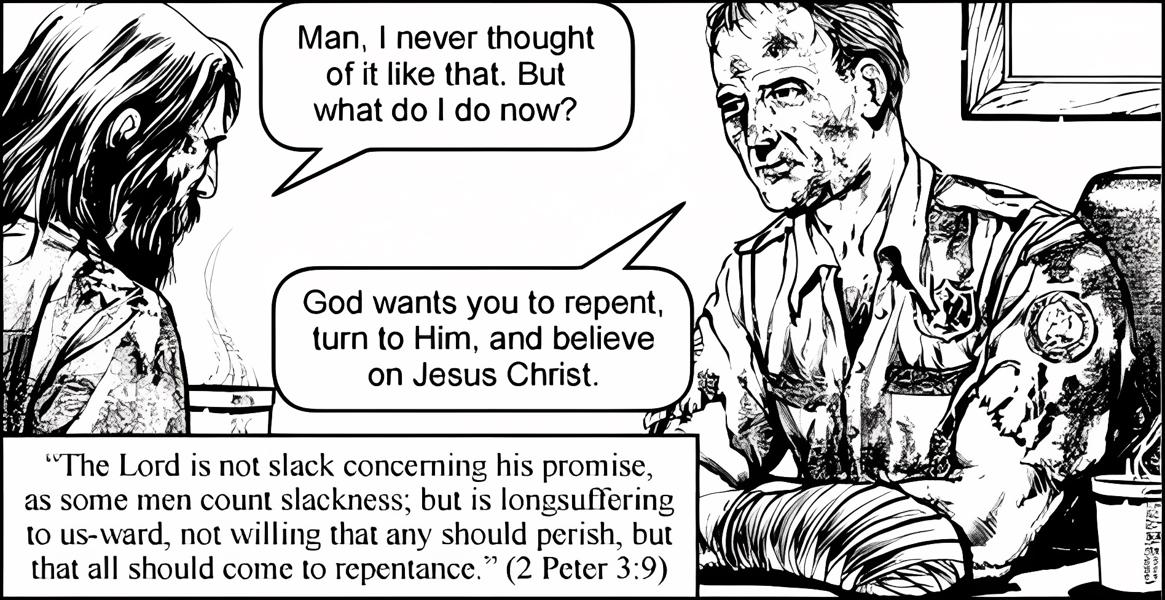 Man, I never thought
of it like that. But
what do I do now?
God wants you to repent,
turn to Him, and believe
on Jesus Christ.
“The Lord is not slack concerning his promise,
as some men count slackness; but is longsuffering
to us-ward, not willing that any should perish, but
that all should come to repentance.” (2 Peter 3:9)